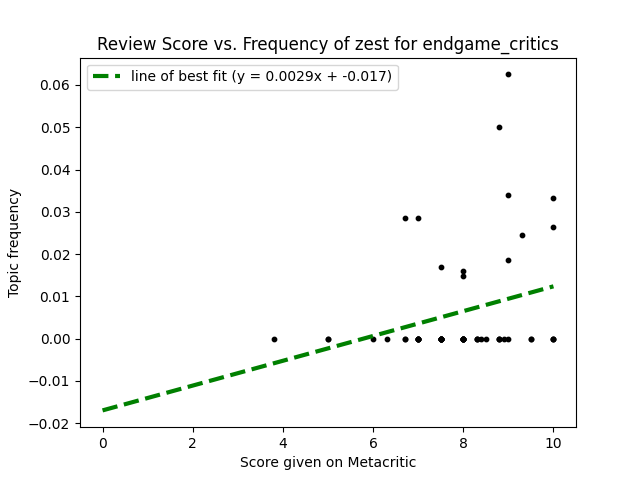 Review Score vs. Frequency of zest for endgame_critics
line of best fit (y = 0.0029x + -0.017)
0.06
0.05
0.04
0.03
0.02
0.01
0.00
−0.01
−0.02
Topic frequency
0 2 4 6 8 10
Score given on Metacritic